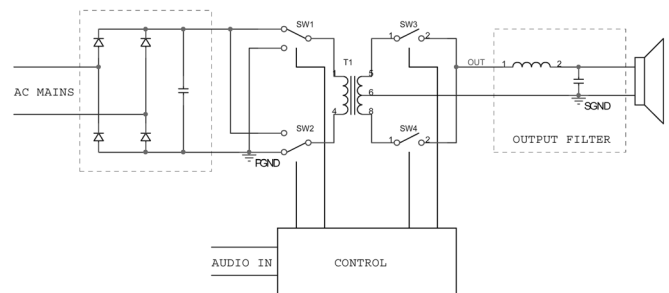 SW1
SW3
1
2
T1
OUT
1
2
1
5
AC MAINS
6
SGND
4
8
SW2
SW4
1
2
OUTPUT FILTER
PGND
AUDIO IN
CONTROL